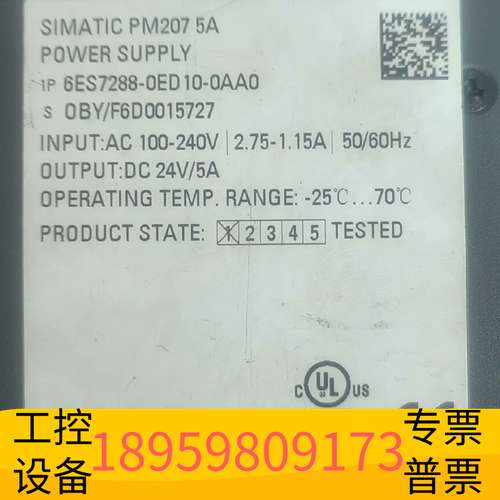 SIMATIC PM207 5A
POWER SUPPLY
1P 6ES7288-0ED10-0AA0
S OBY/F6D0015727
INPUT:AC 100-240V | 2.75-1.15A | 50/60Hz
OUTPUT:DC 24V/5A
OPERATING TEMP. RANGE: -25℃...70℃
PRODUCT STATE: 1 2 3 4 5 TESTED
C UL US
工控 专票
18959809173
设备 普票